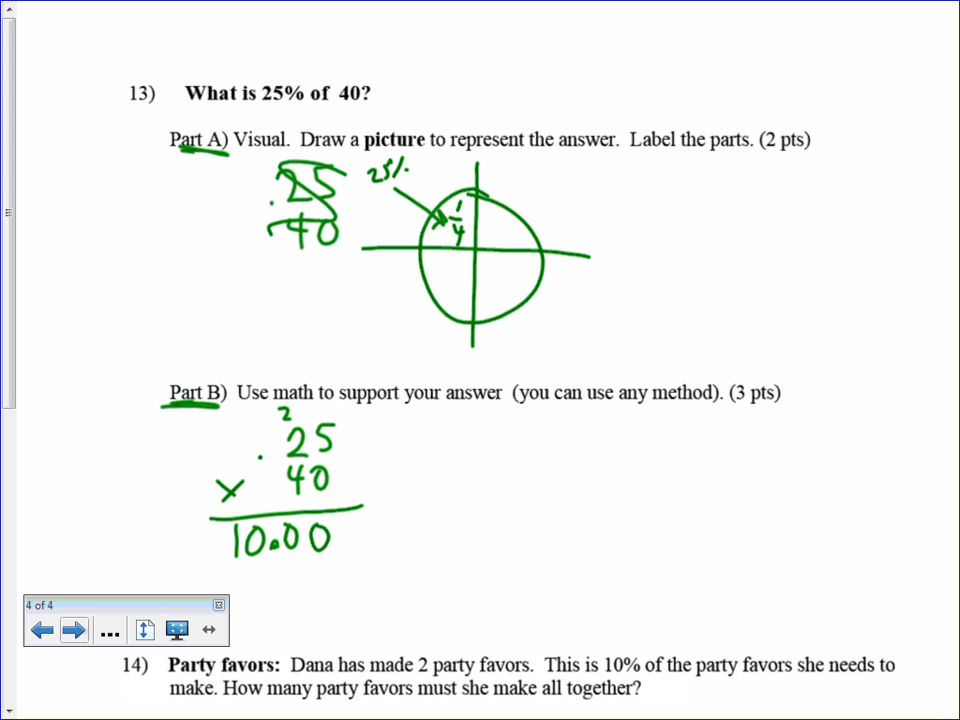 13) What is 25% of 40?
Part A) Visual. Draw a picture to represent the answer. Label the parts. (2 pts)
.25
40
25%
1
4
Part B) Use math to support your answer (you can use any method). (3 pts)
2
.25
x 40
10.00
4 of 4
14) Party favors: Dana has made 2 party favors. This is 10% of the party favors she needs to
make. How many party favors must she make all together?